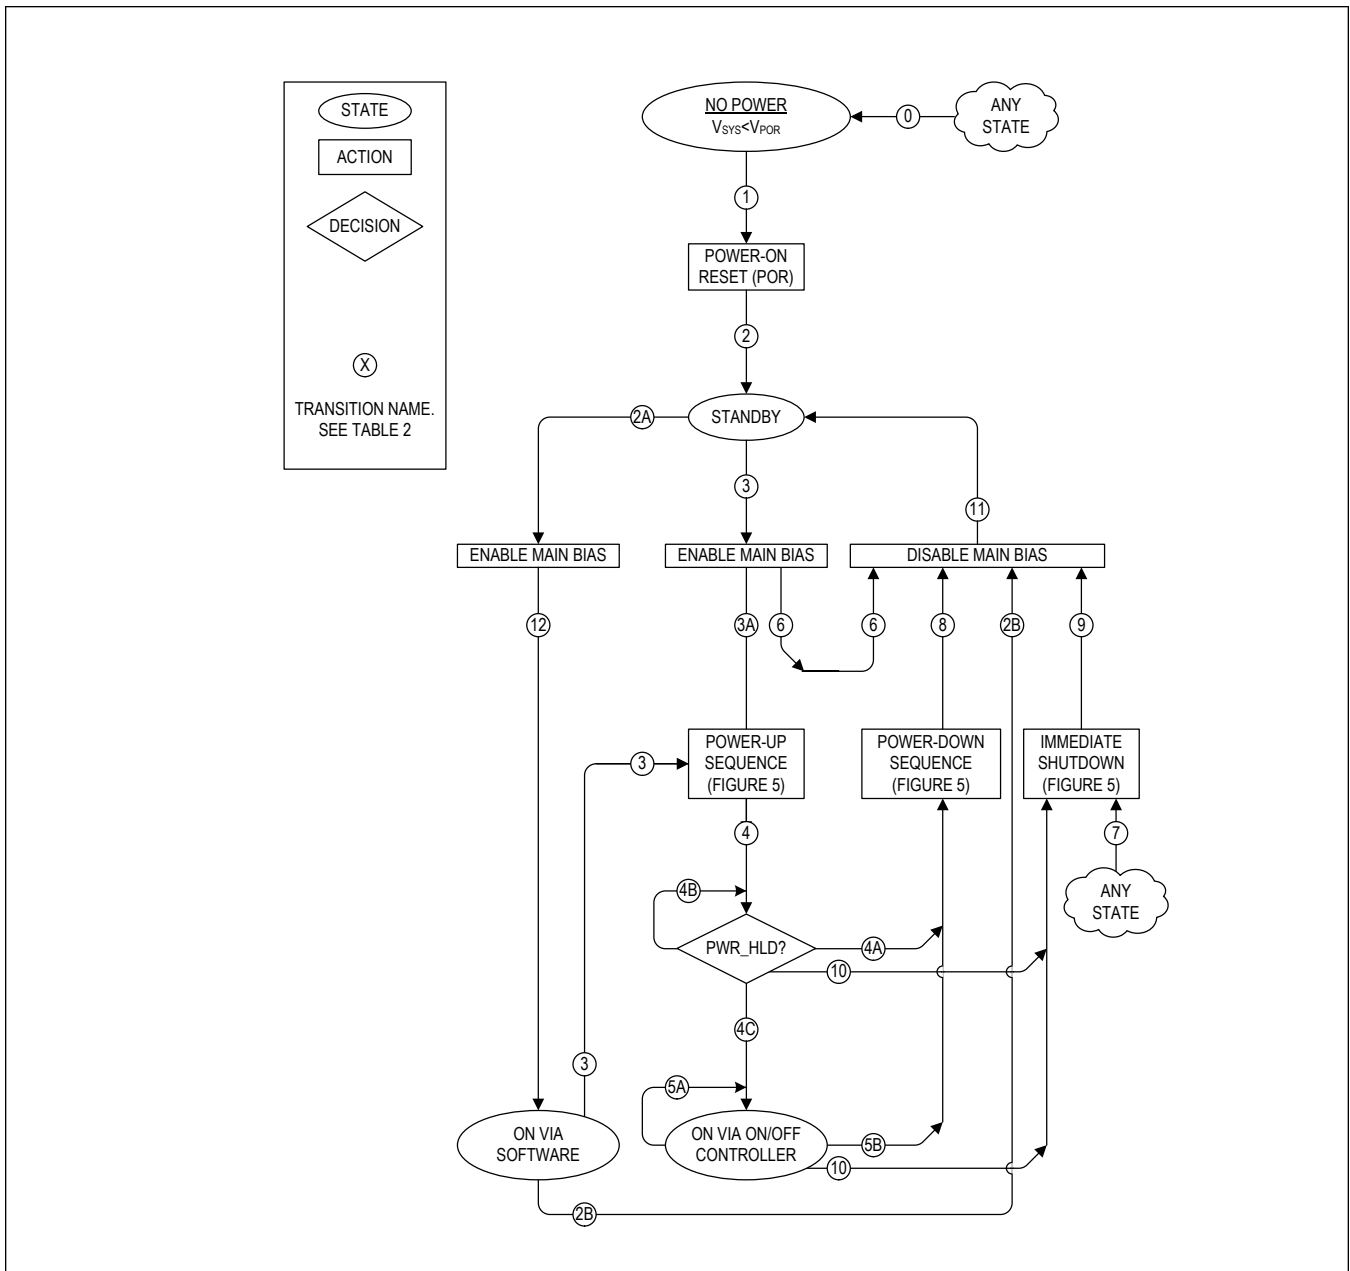 STATE
ACTION
DECISION
X
TRANSITION NAME.
SEE TABLE 2
NO POWER
VSYS<VPOR
0
ANY
STATE
1
POWER-ON
RESET (POR)
2
2A
STANDBY
3
11
ENABLE MAIN BIAS
ENABLE MAIN BIAS
DISABLE MAIN BIAS
12
3A
6
6
8
2B
9
3
POWER-UP
SEQUENCE
(FIGURE 5)
POWER-DOWN
SEQUENCE
(FIGURE 5)
IMMEDIATE
SHUTDOWN
(FIGURE 5)
4
7
4B
ANY
STATE
PWR_HLD?
4A
10
4C
3
5A
ON VIA
SOFTWARE
ON VIA ON/OFF
CONTROLLER
5B
10
2B